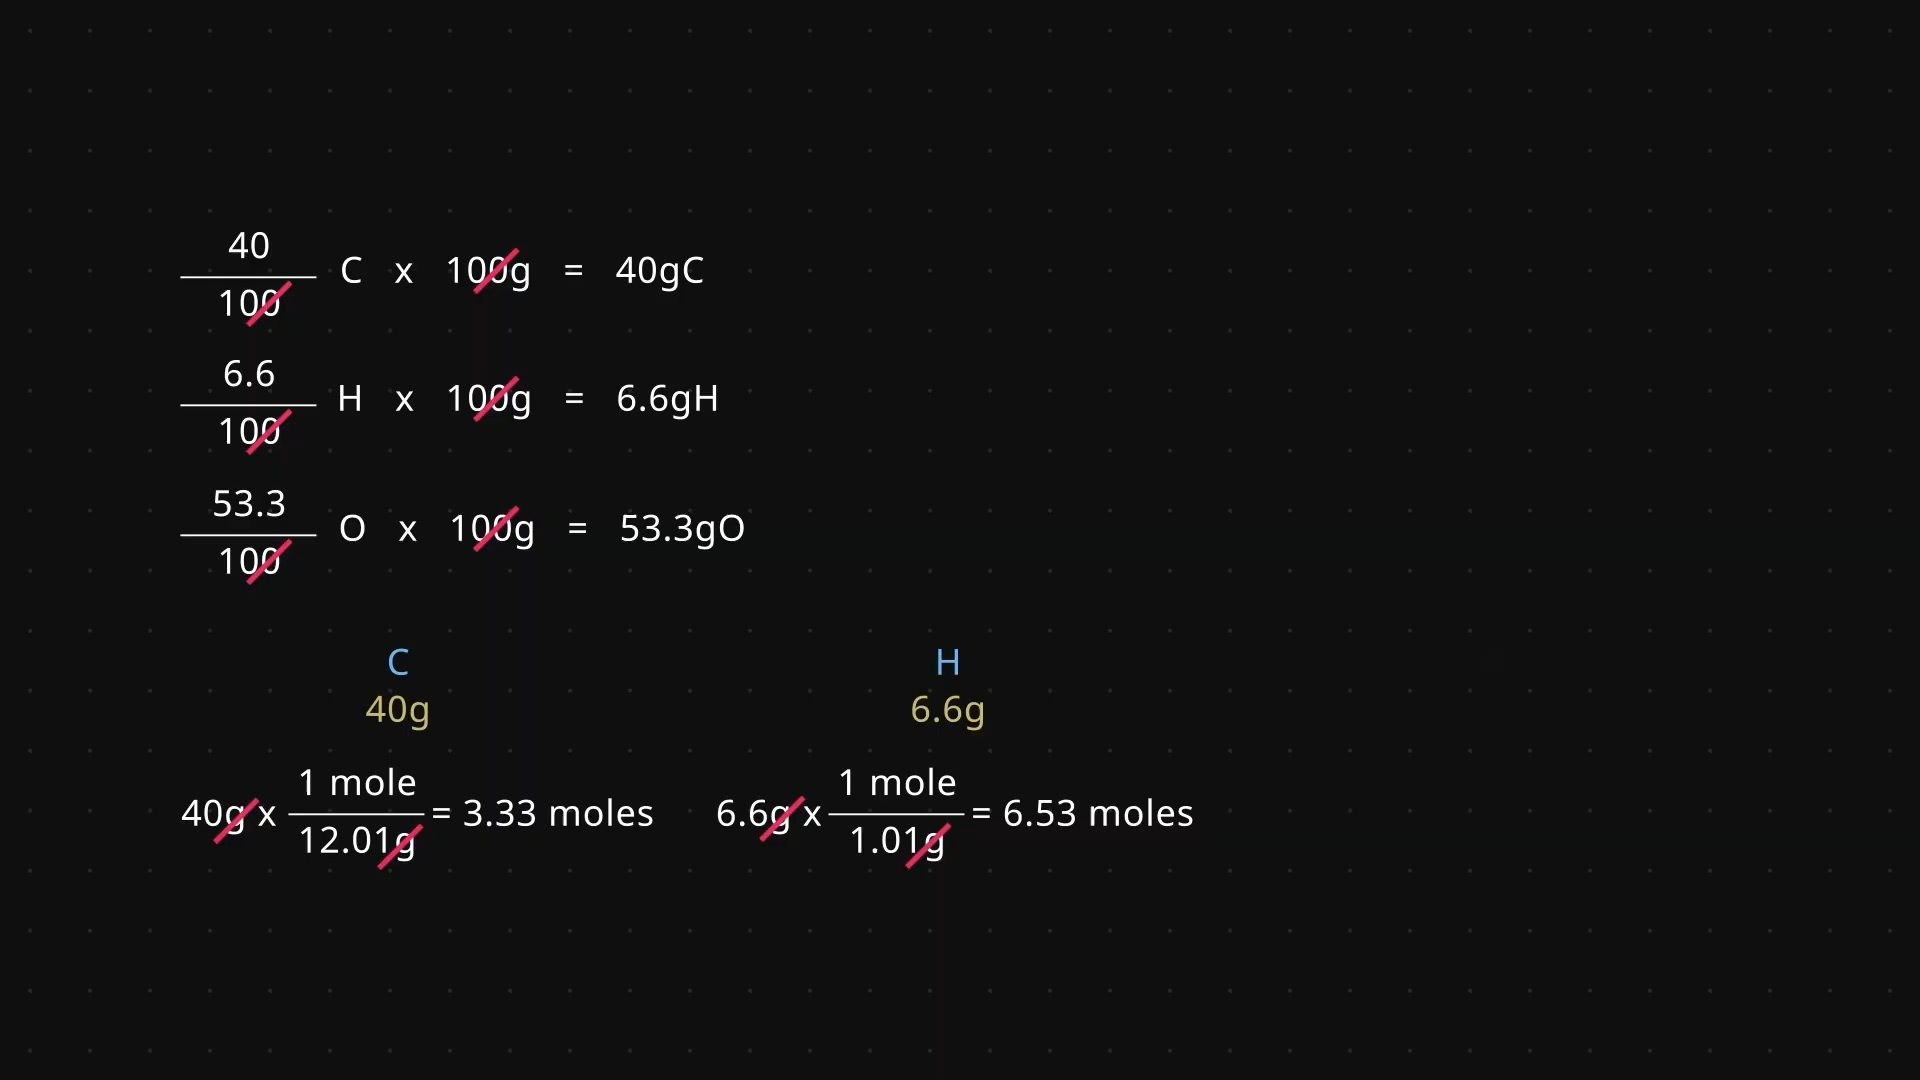 40
100
C x 100g = 40gC
6.6
100
H x 100g = 6.6gH
53.3
100
O x 100g = 53.3gO
C
40g
40g x
1 mole
12.01g
= 3.33 moles
H
6.6g
6.6g x
1 mole
1.01g
= 6.53 moles